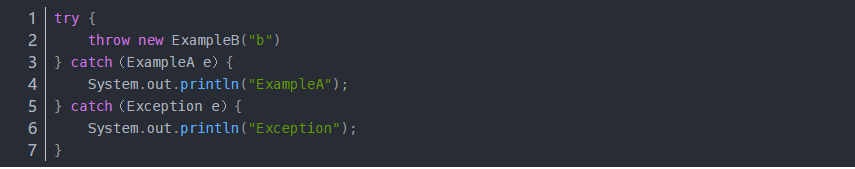 1 try {
2     throw new ExampleB("b")
3 } catch（ExampleA e）{
4     System.out.println("ExampleA");
5 } catch（Exception e）{
6     System.out.println("Exception");
7 }